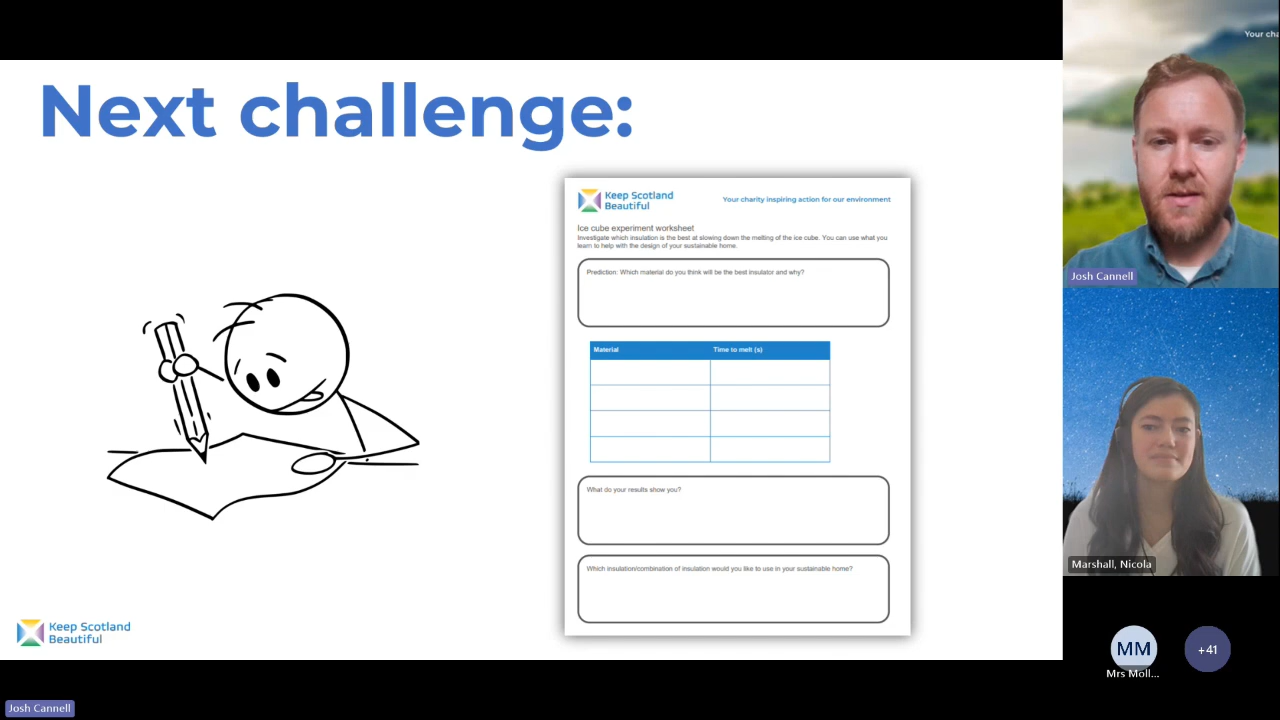 Next challenge:
Keep Scotland
Beautiful
Your charity inspiring action for our environment
Ice cube experiment worksheet
Investigate which insulation is the best at slowing down the melting of the ice cube. You can use what you
learn to help with the design of your sustainable home.
Prediction: Which material do you think will be the best insulator and why?
Material Time to melt (s)
What do your results show you?
Which insulation/combination of insulation would you like to use in your sustainable home?
Keep Scotland
Beautiful
Josh Cannell
Your cha
Josh Cannell
Marshall, Nicola
MM
Mrs Moll...
+41